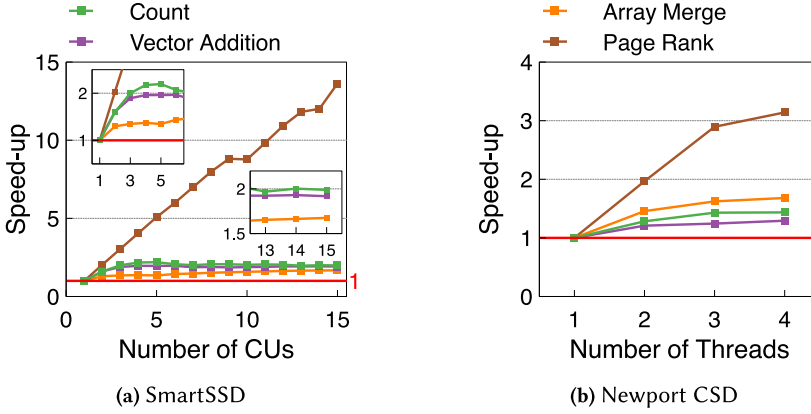 Count
Vector Addition
Array Merge
Page Rank
Speed-up
15
10
5
0
2
1
1 3 5
2
1.5
13 14 15
1
0 5 10 15
Number of CUs
(a) SmartSSD
Speed-up
4
3
2
1
0
1 2 3 4
Number of Threads
(b) Newport CSD